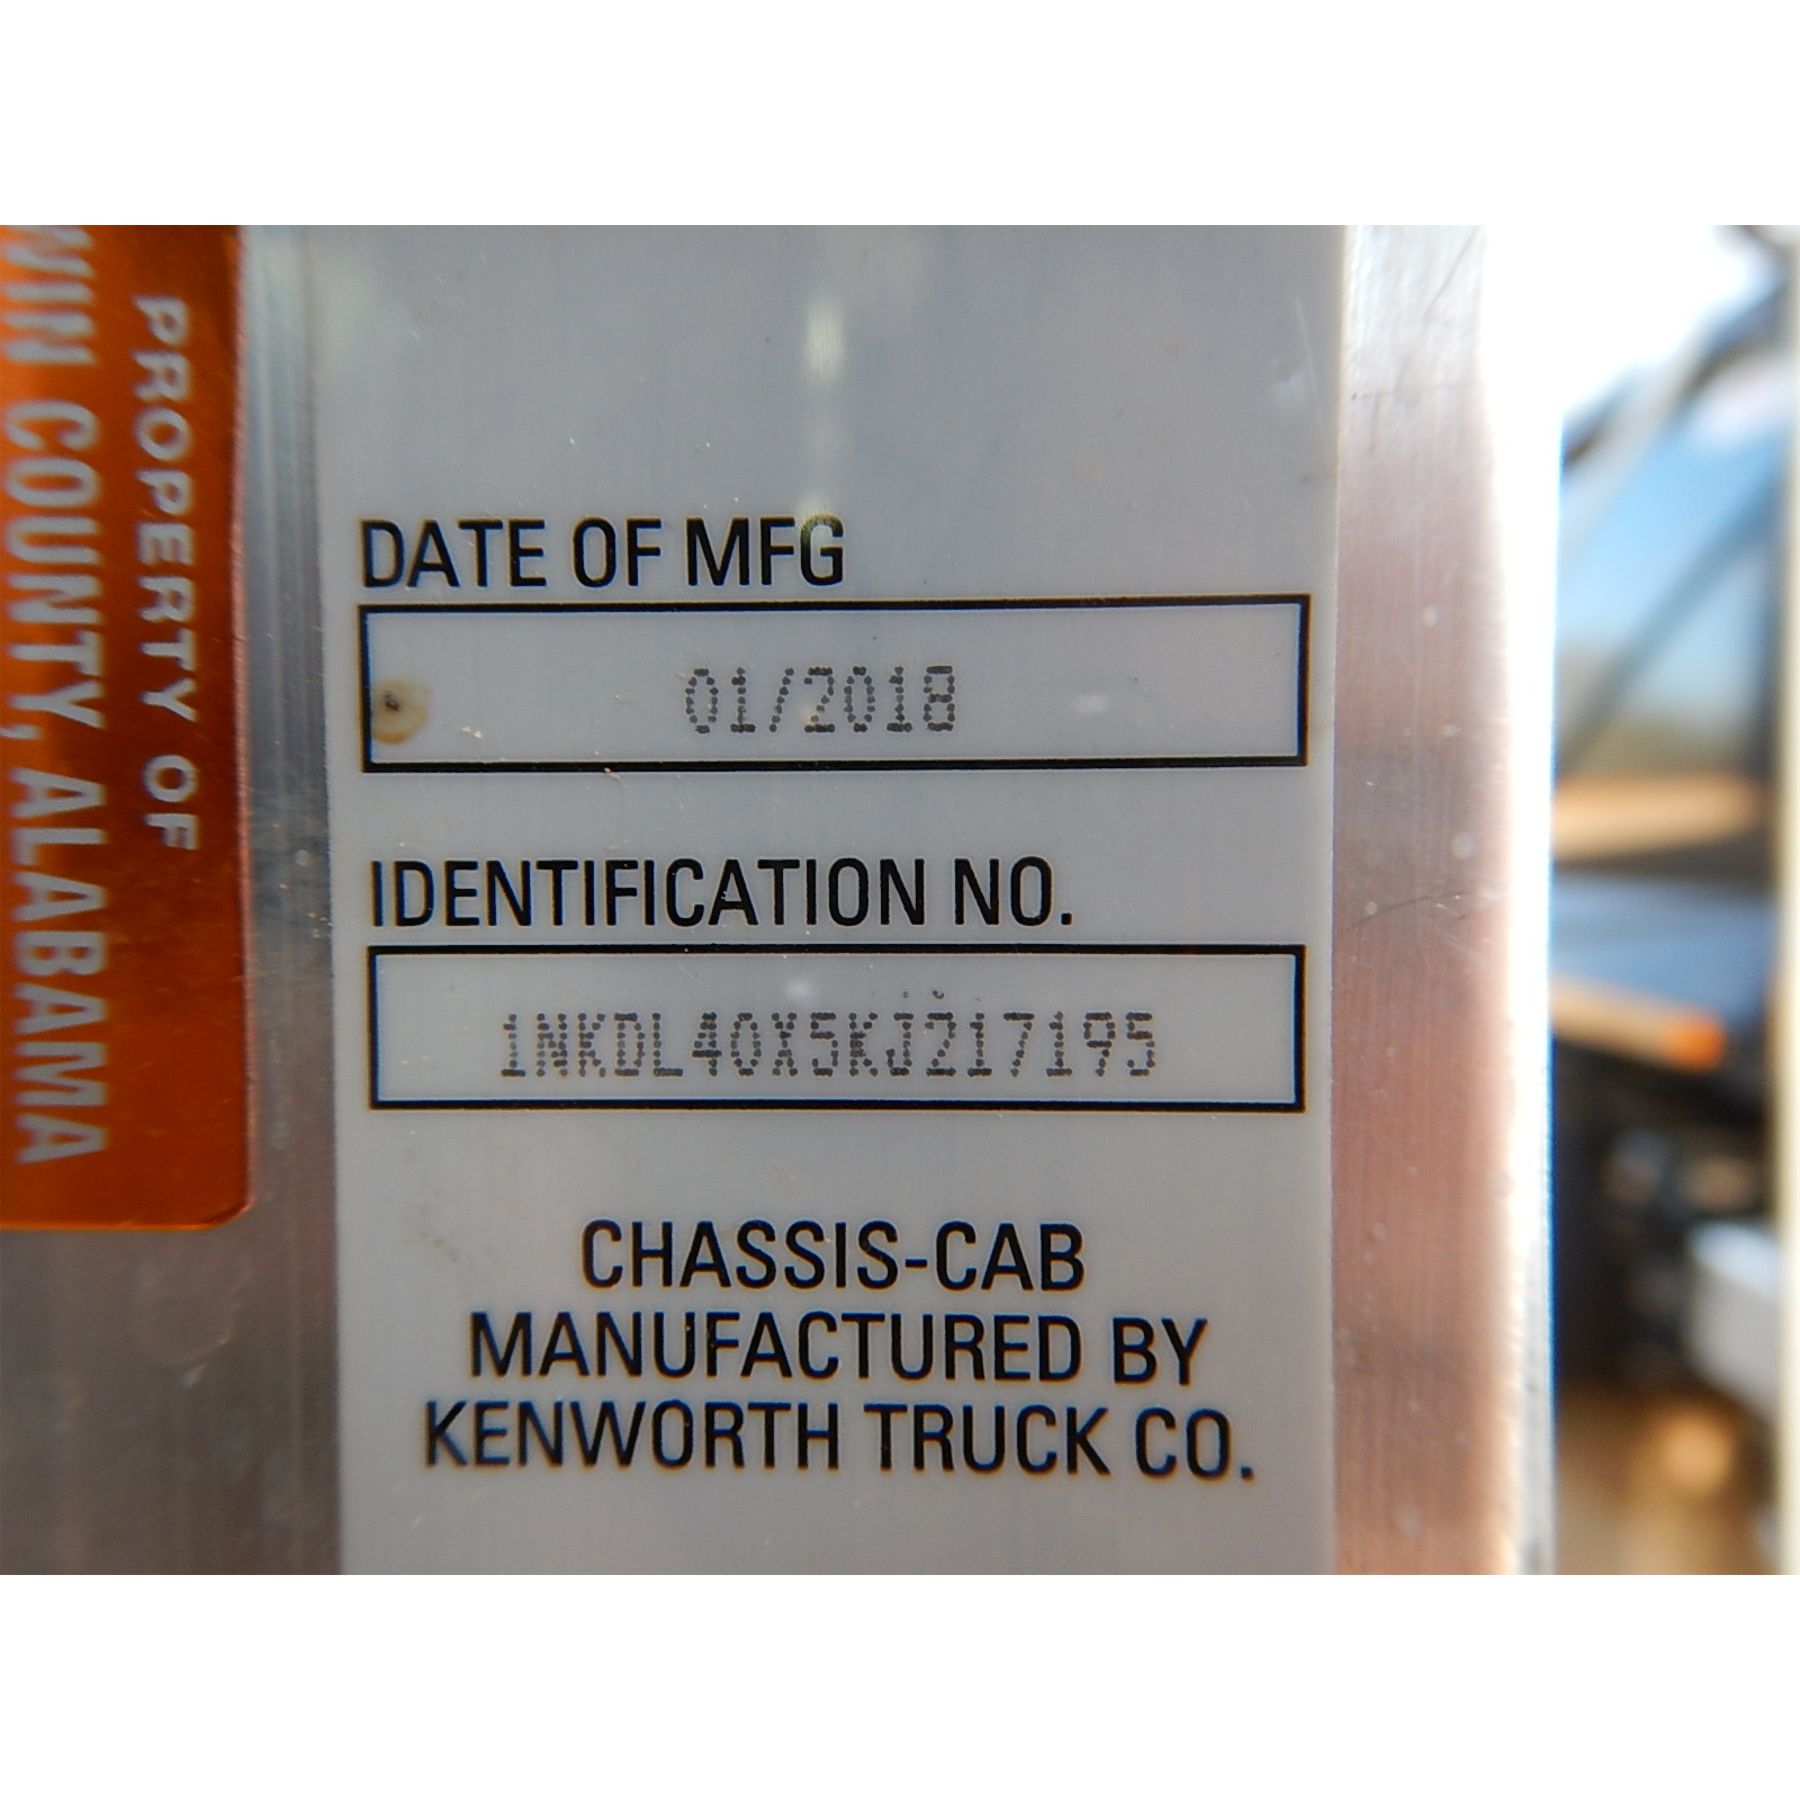 PROPERTY OF
WIN COUNTY, ALABAMA
DATE OF MFG
01/2018
IDENTIFICATION NO.
1NKDL40X5KJ217195
CHASSIS-CAB
MANUFACTURED BY
KENWORTH TRUCK CO.